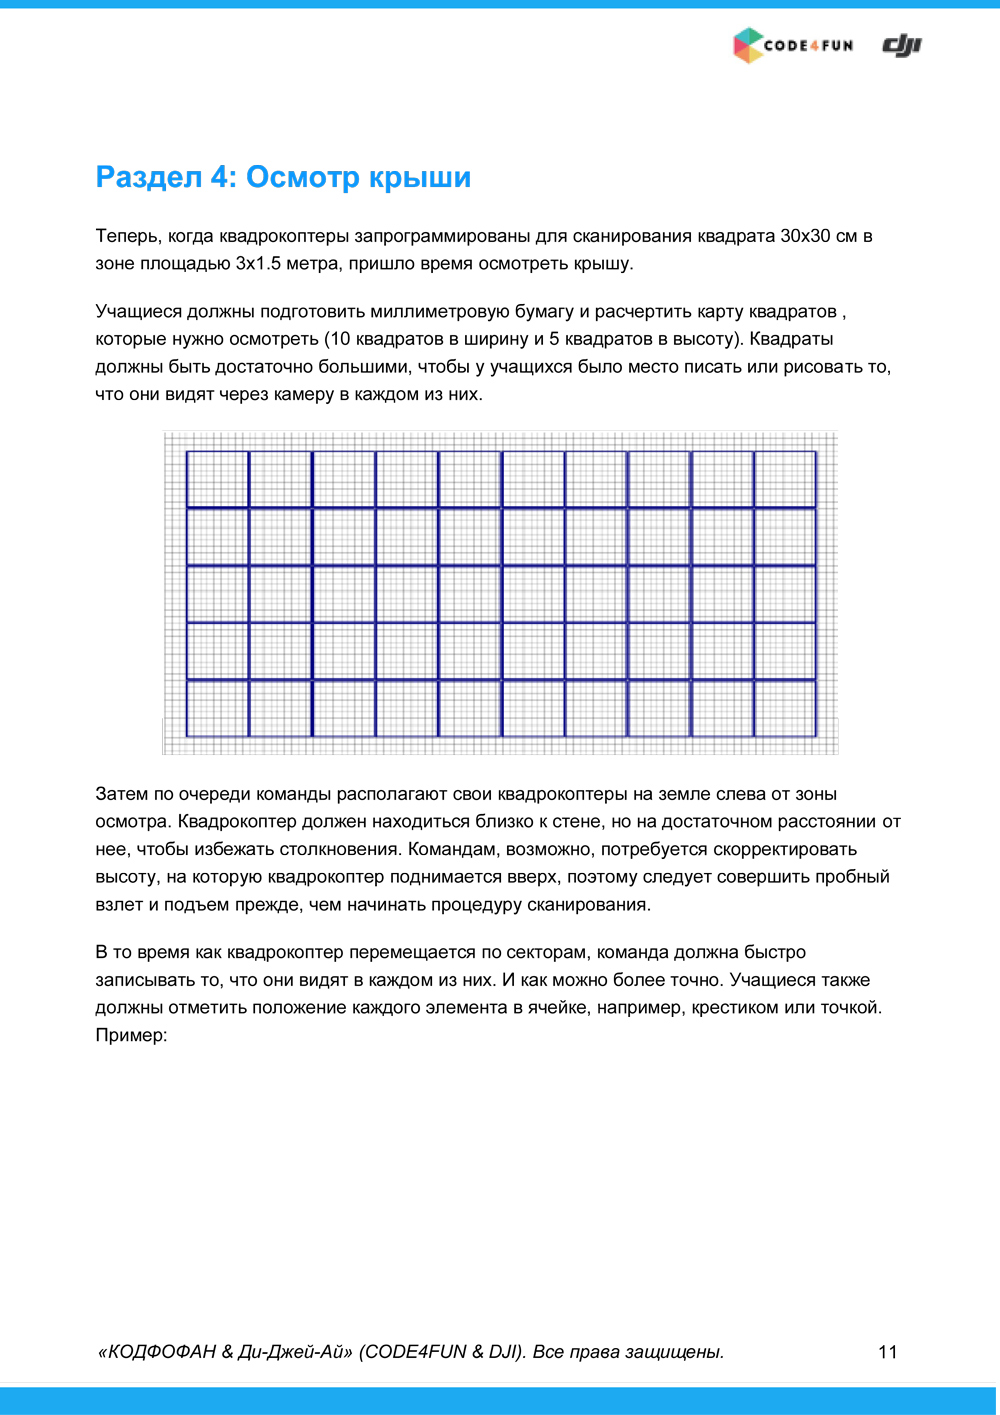 CODE4FUN dji
Раздел 4: Осмотр крыши
Теперь, когда квадрокоптеры запрограммированы для сканирования квадрата 30x30 см в
зоне площадью 3x1.5 метра, пришло время осмотреть крышу.
Учащиеся должны подготовить миллиметровую бумагу и расчертить карту квадратов ,
которые нужно осмотреть (10 квадратов в ширину и 5 квадратов в высоту). Квадраты
должны быть достаточно большими, чтобы у учащихся было место писать или рисовать то,
что они видят через камеру в каждом из них.
Затем по очереди команды располагают свои квадрокоптеры на земле слева от зоны
осмотра. Квадрокоптер должен находиться близко к стене, но на достаточном расстоянии от
нее, чтобы избежать столкновения. Командам, возможно, потребуется скорректировать
высоту, на которую квадрокоптер поднимается вверх, поэтому следует совершить пробный
взлет и подъем прежде, чем начинать процедуру сканирования.
В то время как квадрокоптер перемещается по секторам, команда должна быстро
записывать то, что они видят в каждом из них. И как можно более точно. Учащиеся также
должны отметить положение каждого элемента в ячейке, например, крестиком или точкой.
Пример:
«КОДФОФАН & Ди-Джей-Ай» (CODE4FUN & DJI). Все права защищены.
11